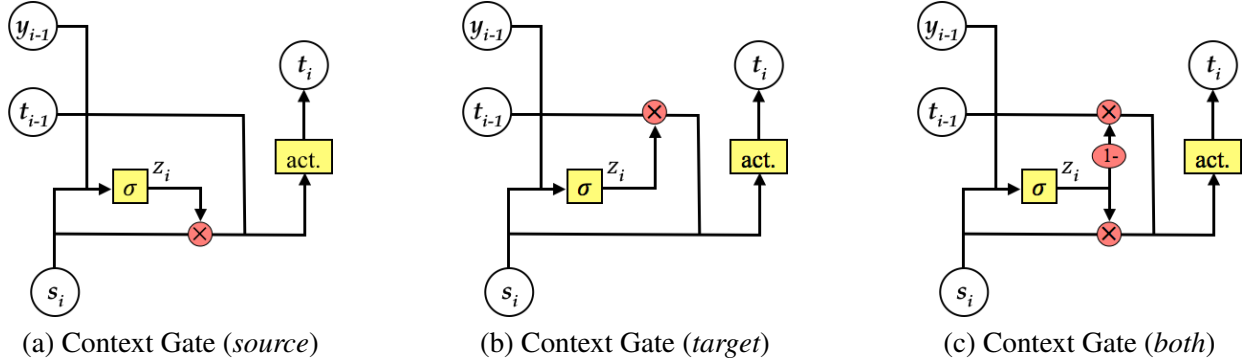 y_{i-1}
t_{i-1}
σ
z_i
s_i
t_i
act.
(a) Context Gate (source)
y_{i-1}
t_{i-1}
σ
z_i
×
s_i
t_i
act.
(b) Context Gate (target)
y_{i-1}
t_{i-1}
σ
z_i
1-
s_i
t_i
act.
(c) Context Gate (both)